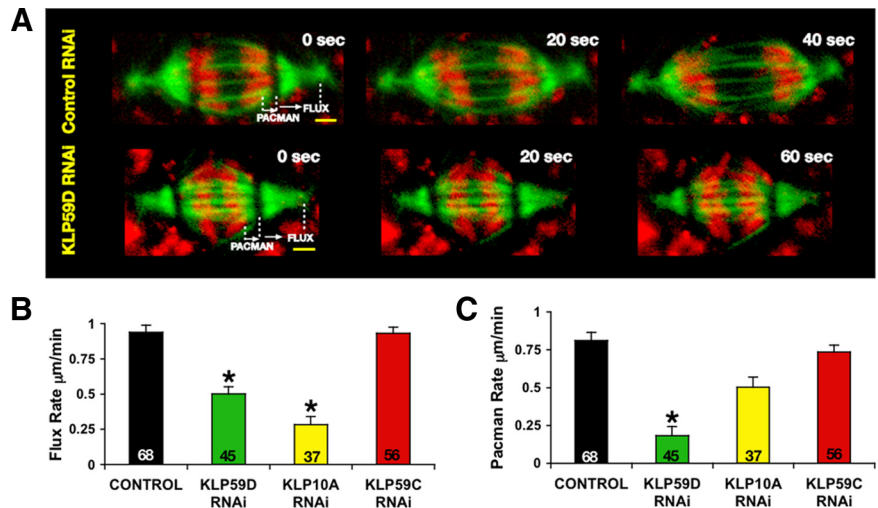 A
Control RNAi
0 sec
20 sec
40 sec
PACMAN
FLUX
KLP59D RNAi
0 sec
20 sec
60 sec
PACMAN
FLUX
B
Flux Rate μm/min
1
0.75
0.5
0.25
0
*
*
68
45
37
56
CONTROL
KLP59D
RNAi
KLP10A
RNAi
KLP59C
RNAi
C
Pacman Rate μm/min
1
0.75
0.5
0.25
0
*
68
45
37
56
CONTROL
KLP59D
RNAi
KLP10A
RNAi
KLP59C
RNAi